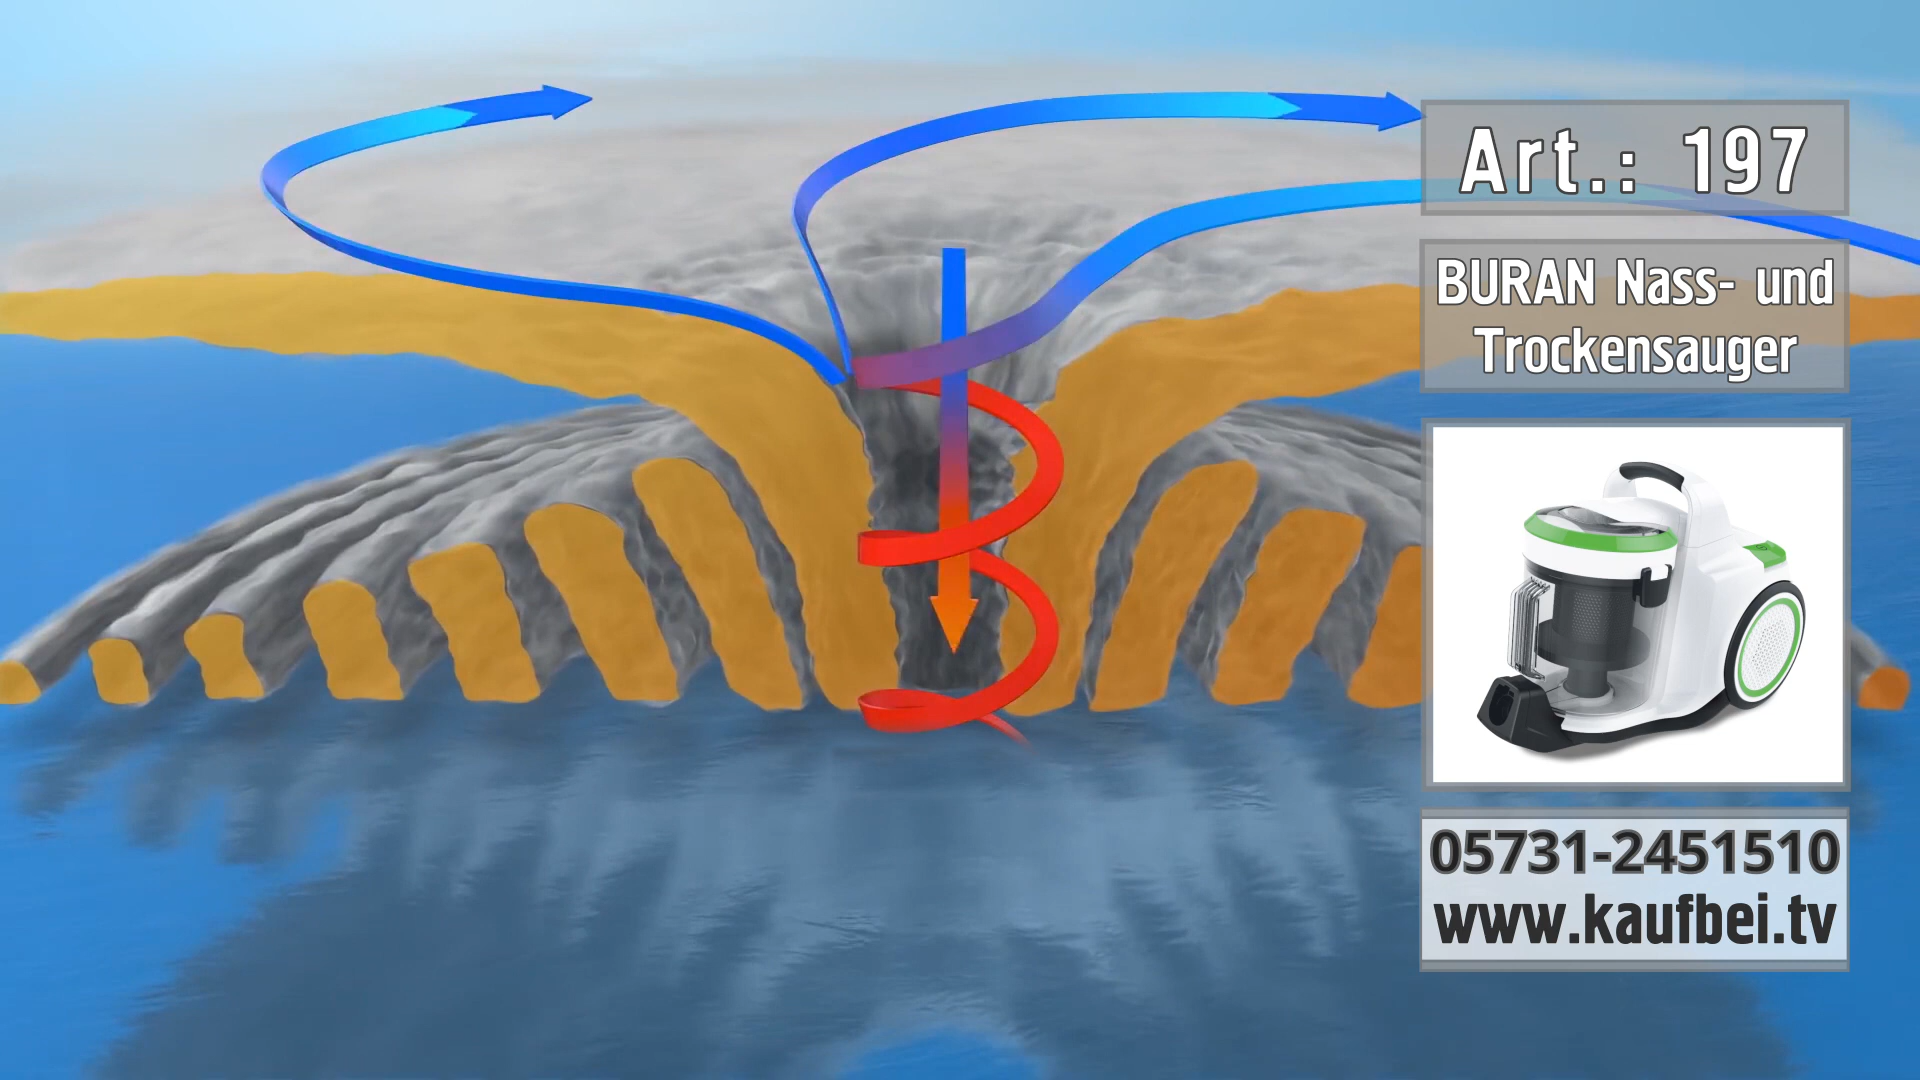 Art.: 197
BURAN Nass- und
Trockensauger
05731-2451510
www.kaufbei.tv